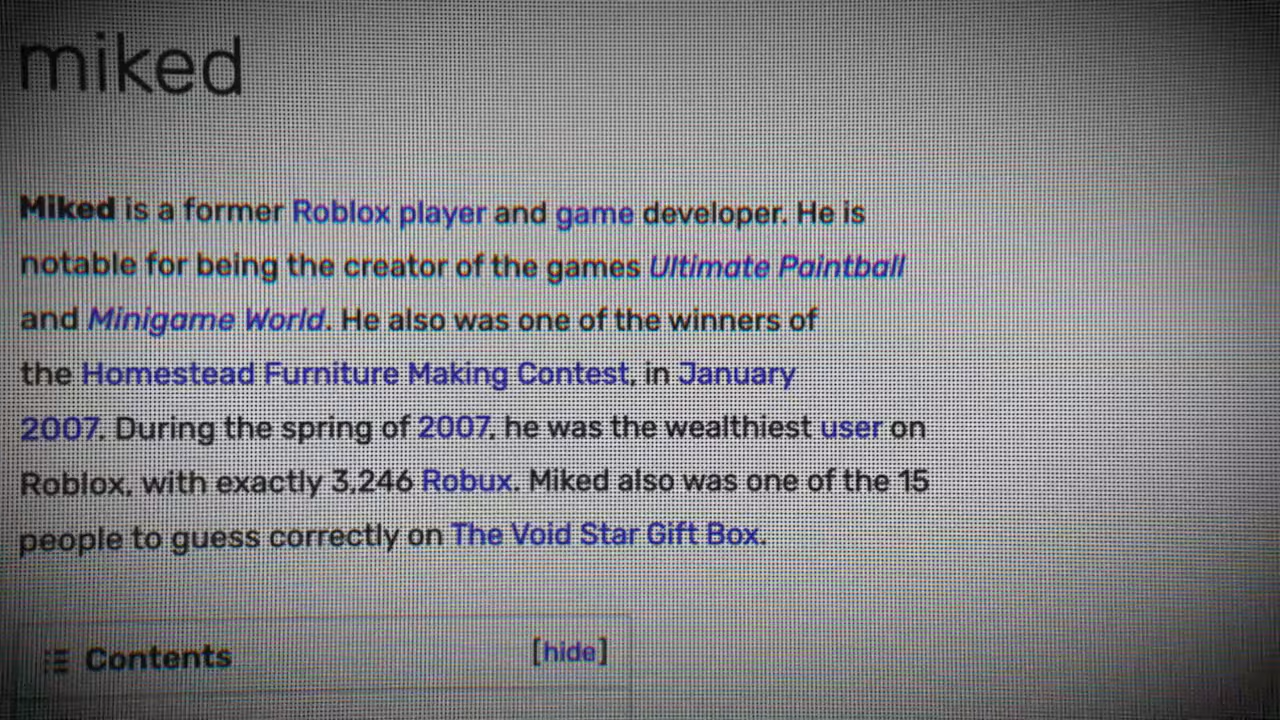 miked
Miked is a former Roblox player and game developer. He is
notable for being the creator of the games Ultimate Paintball
and Minigame World. He also was one of the winners of
the Homestead Furniture Making Contest, in January
2007. During the spring of 2007, he was the wealthiest user on
Roblox, with exactly 3,246 Robux. Miked also was one of the 15
people to guess correctly on The Void Star Gift Box.
Contents [hide]